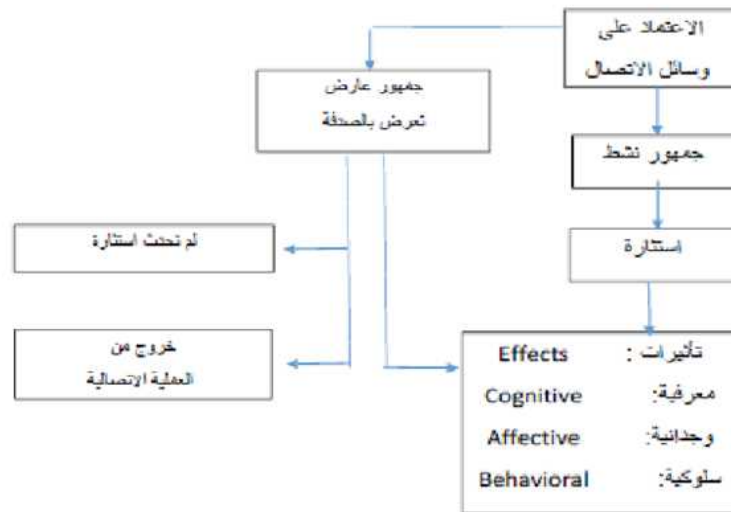 الاعتماد على
وسائل الاتصال
جمهور عارض
تعرض بالصدفة
جمهور نشط
لم تحدث استثارة
استثارة
خروج من
العملية الاتصالية
تأثيرات : Effects
معرفية: Cognitive
وجدانية: Affective
سلوكية: Behavioral